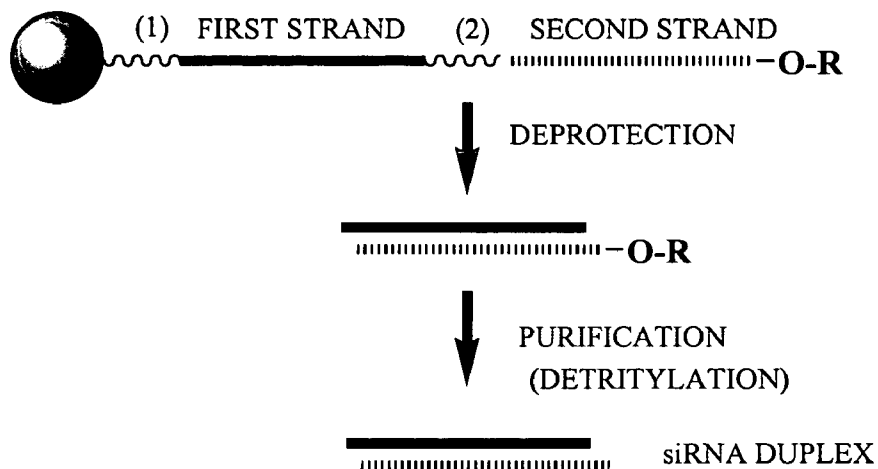 (1) FIRST STRAND (2) SECOND STRAND
-O-R
DEPROTECTION
-O-R
PURIFICATION
(DETRITYLATION)
siRNA DUPLEX